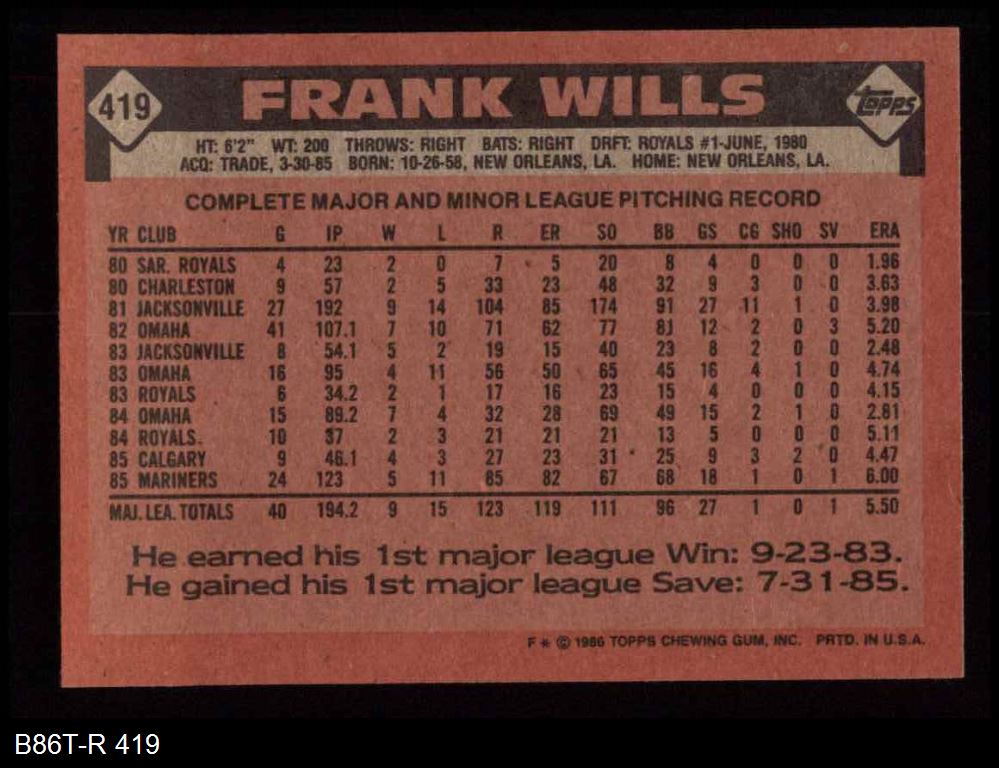 419 FRANK WILLS Topps
HT: 6'2" WT: 200 THROWS: RIGHT BATS: RIGHT DRFT: ROYALS #1-JUNE, 1980
ACQ: TRADE, 3-30-85 BORN: 10-26-58, NEW ORLEANS, LA. HOME: NEW ORLEANS, LA.
COMPLETE MAJOR AND MINOR LEAGUE PITCHING RECORD
YR CLUB G IP W L R ER SO BB GS CG SHO SV ERA
80 SAR. ROYALS 4 23 2 0 7 5 20 8 4 0 0 0 1.96
80 CHARLESTON 9 57 2 5 33 23 48 32 9 3 0 0 3.63
81 JACKSONVILLE 27 192 9 14 104 85 174 91 27 11 1 0 3.98
82 OMAHA 41 107.1 7 10 71 62 77 81 12 2 0 3 5.20
83 JACKSONVILLE 8 54.1 5 2 19 15 40 23 8 2 0 0 2.48
83 OMAHA 16 95 4 11 56 50 65 45 16 4 1 0 4.74
83 ROYALS 6 34.2 2 1 17 16 23 15 4 0 0 0 4.15
84 OMAHA 15 89.2 7 4 32 28 69 49 15 2 1 0 2.81
84 ROYALS. 10 37 2 3 21 21 21 13 5 0 0 0 5.11
85 CALGARY 9 46.1 4 3 27 23 31 25 9 3 2 0 4.47
85 MARINERS 24 123 5 11 85 82 67 68 18 1 0 1 6.00
MAJ. LEA. TOTALS 40 194.2 9 15 123 119 111 96 27 1 0 1 5.50
He earned his 1st major league Win: 9-23-83.
He gained his 1st major league Save: 7-31-85.
F * © 1986 TOPPS CHEWING GUM, INC. PRTD. IN U.S.A.
B86T-R 419